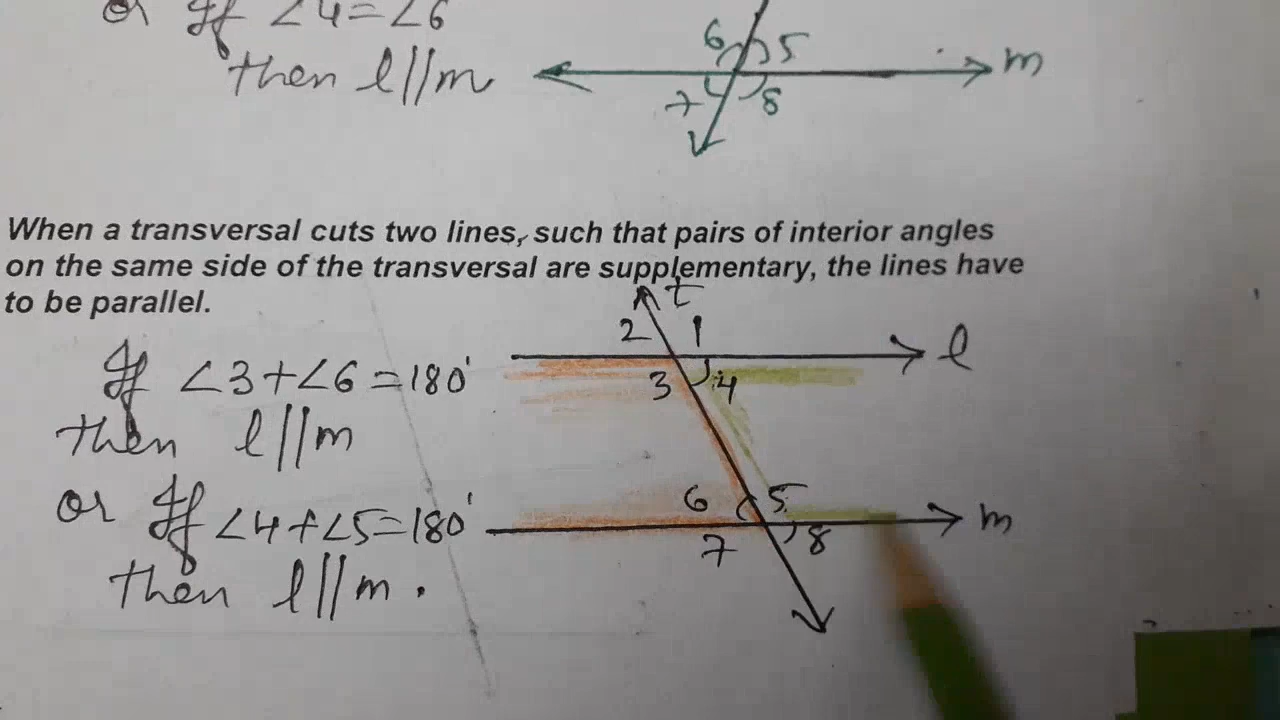 or If ∠4=∠6
then l//m
6 5 m
7 8
When a transversal cuts two lines, such that pairs of interior angles
on the same side of the transversal are supplementary, the lines have
to be parallel.
t
2 1
l
If ∠3+∠6=180°
3 4
then l//m
or If ∠4+∠5=180°
6 5
m
7 8
then l//m.